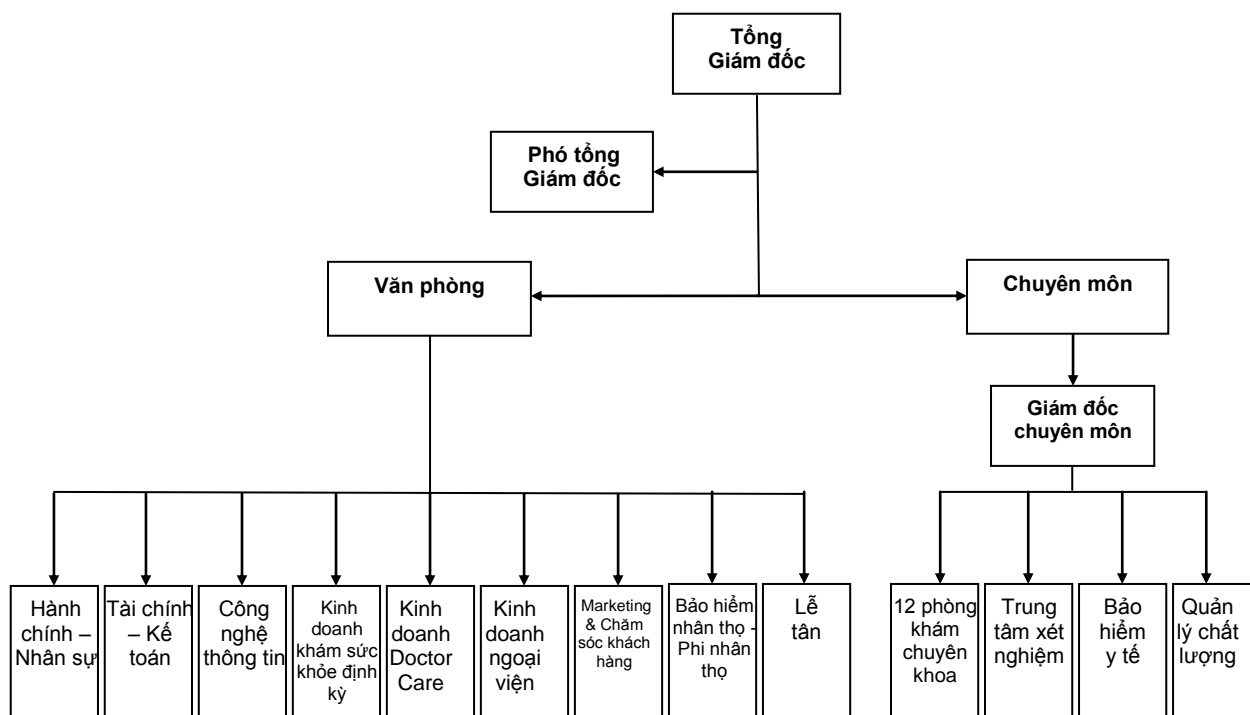 Tổng
Giám đốc
Phó tổng
Giám đốc
Văn phòng
Chuyên môn
Giám đốc
chuyên môn
Hành
chính –
Nhân sự
Tài chính
– Kế
toán
Công
nghệ
thông tin
Kinh
doanh
khám sức
khỏe định
kỳ
Kinh
doanh
Doctor
Care
Kinh
doanh
ngoại
viện
Marketing
& Chăm
sóc khách
hàng
Bảo hiểm
nhân thọ -
Phi nhân
thọ
Lễ
tân
12 phòng
khám
chuyên
khoa
Trung
tâm xét
nghiệm
Bảo
hiểm
y tế
Quản
lý chất
lượng